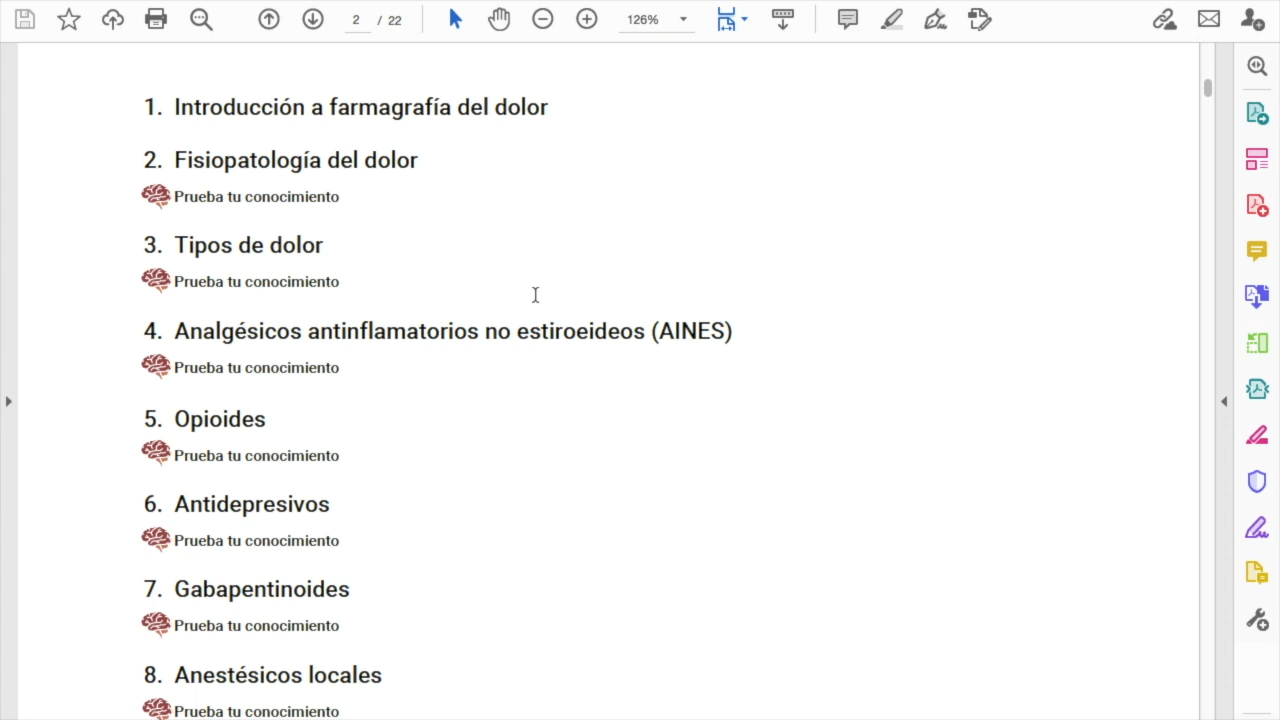 2 / 22
126%
1. Introducción a farmagrafía del dolor
2. Fisiopatología del dolor
Prueba tu conocimiento
3. Tipos de dolor
Prueba tu conocimiento
4. Analgésicos antinflamatorios no estiroeideos (AINES)
Prueba tu conocimiento
5. Opioides
Prueba tu conocimiento
6. Antidepresivos
Prueba tu conocimiento
7. Gabapentinoides
Prueba tu conocimiento
8. Anestésicos locales
Prueba tu conocimiento